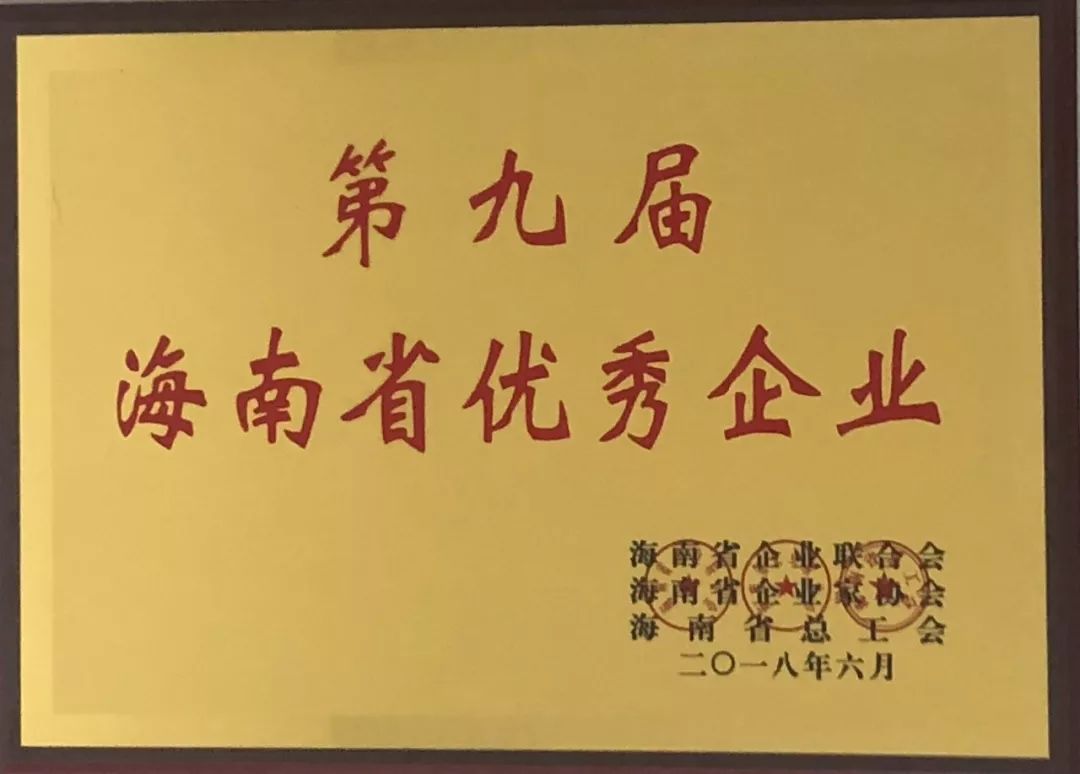 第九届
海南省优秀企业
海南省企业联合会
海南省企业家协会
海南省总工会
二〇一八年六月